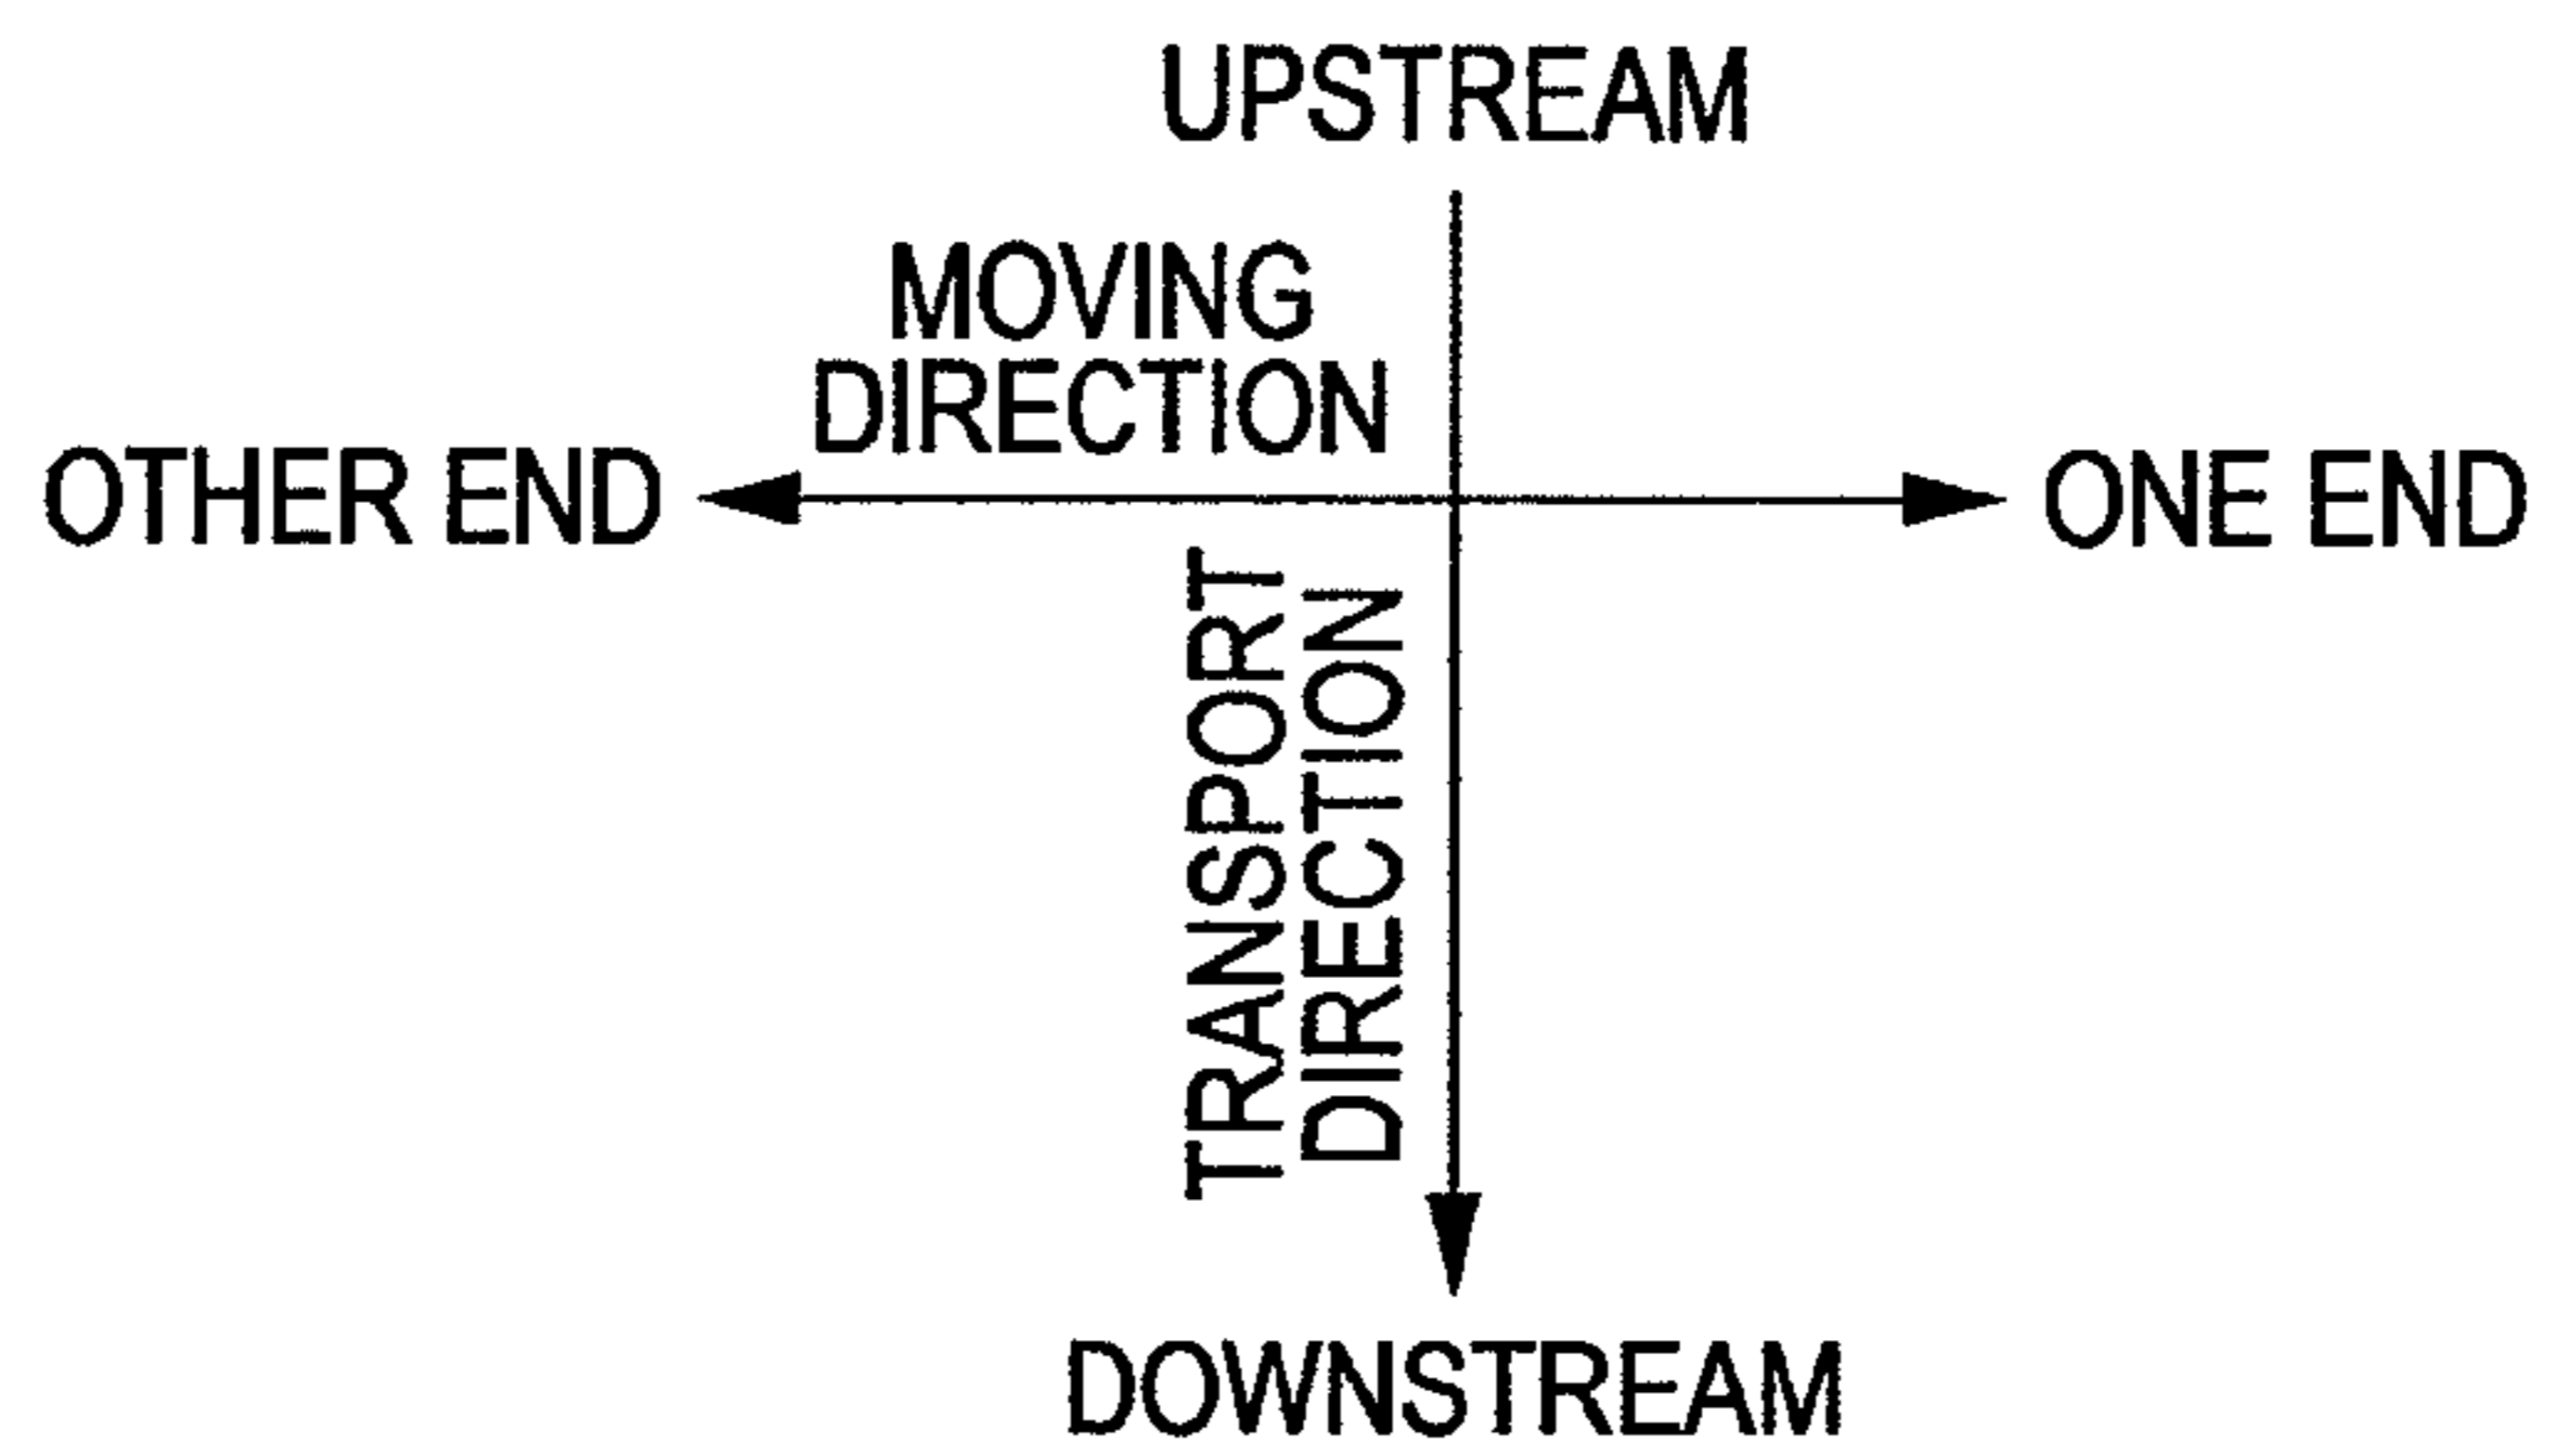 UPSTREAM
MOVING
DIRECTION
OTHER END
ONE END
TRANSPORT
DIRECTION
DOWNSTREAM